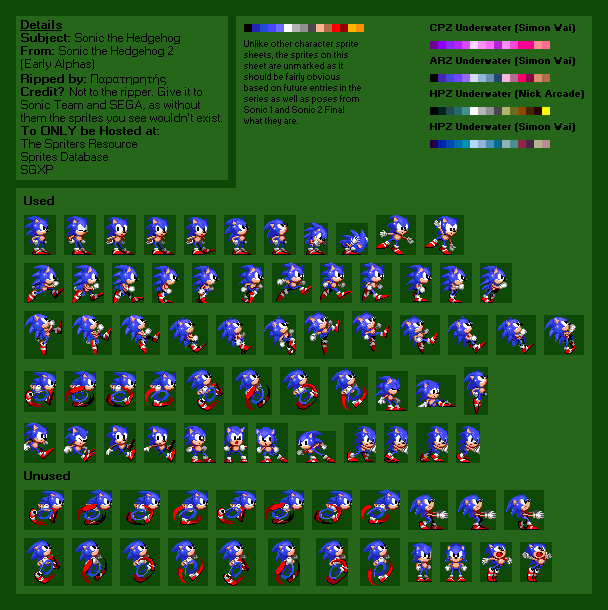 Details
Subject: Sonic the Hedgehog
From: Sonic the Hedgehog 2
(Early Alphas)
Ripped by: Παρατηρητής
Credit? Not to the ripper. Give it to
Sonic Team and SEGA, as without
them the sprites you see wouldn't exist.
To ONLY be Hosted at:
The Spriters Resource
Sprites Database
SGXP
Unlike other character sprite
sheets, the sprites on this
sheet are unmarked as it
should be fairly obvious
based on future entries in the
series as well as poses from
Sonic 1 and Sonic 2 Final
what they are.
CPZ Underwater (Simon Wai)
ARZ Underwater (Simon Wai)
HPZ Underwater (Nick Arcade)
HPZ Underwater (Simon Wai)
Used
Unused